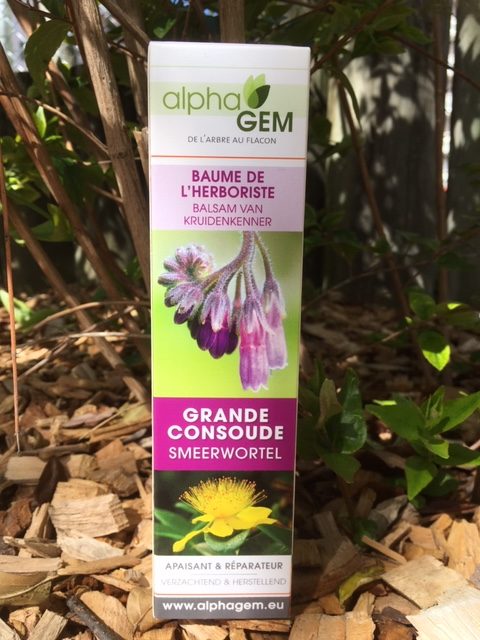 alpha
GEM
DE L'ARBRE AU FLACON
BAUME DE
L'HERBORISTE
BALSAM VAN
KRUIDENKENNER
GRANDE
CONSOUDE
SMEERWORTEL
APAISANT & RÉPARATEUR
VERZACHTEND & HERSTELLEND
www.alphagem.eu